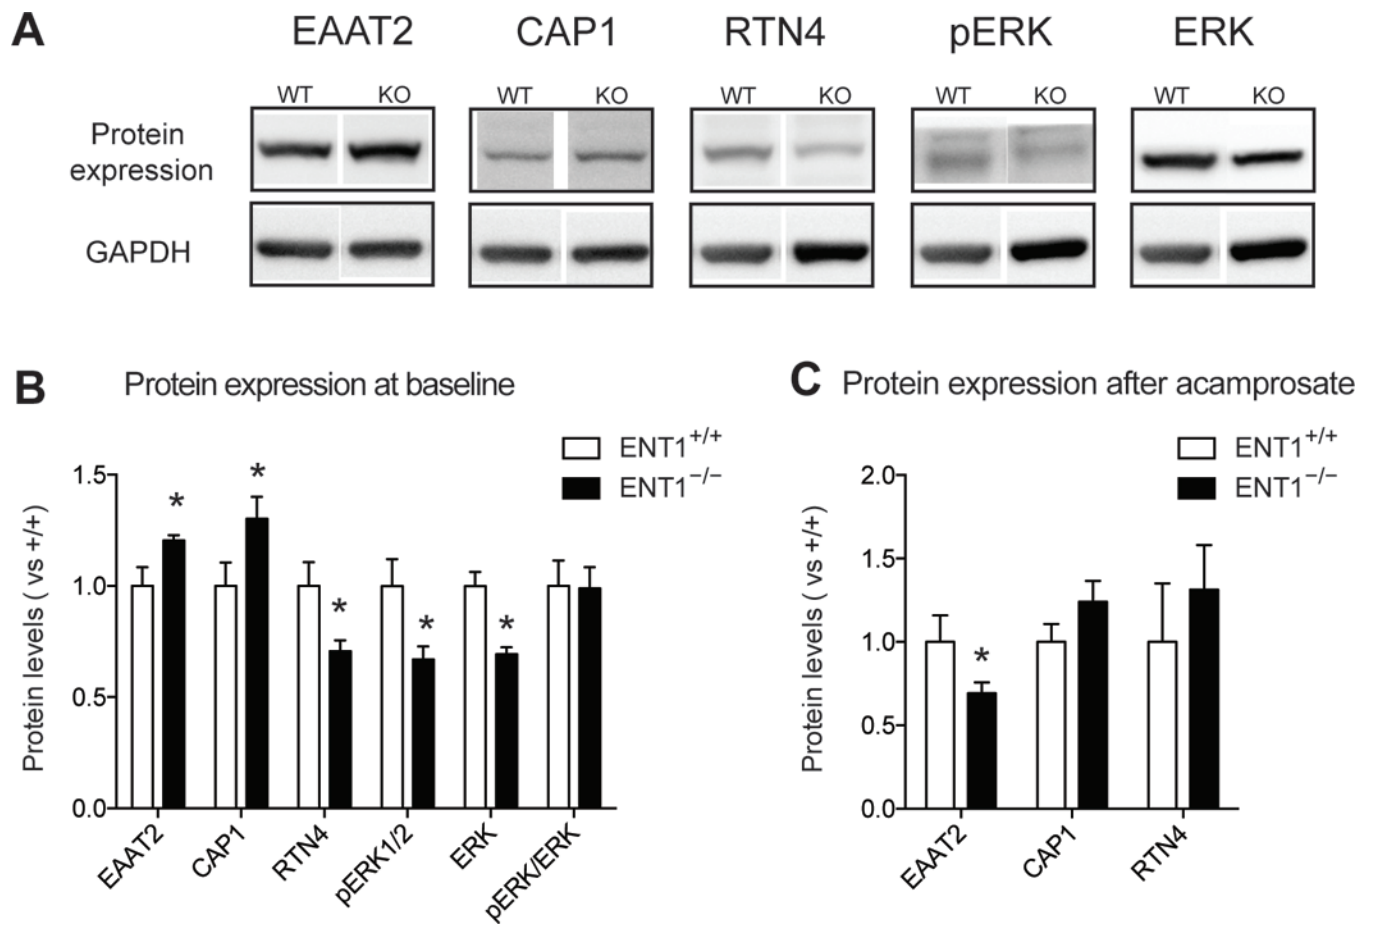 A
EAAT2 CAP1 RTN4 pERK ERK
WT KO WT KO WT KO WT KO WT KO
Protein
expression
GAPDH
B Protein expression at baseline
ENT1+/+
ENT1−/−
Protein levels ( vs +/+)
1.5
1.0
0.5
0.0
* * * * *
EAAT2 CAP1 RTN4 pERK1/2 ERK pERK/ERK
C Protein expression after acamprosate
ENT1+/+
ENT1−/−
Protein levels ( vs +/+)
2.0
1.5
1.0
0.5
0.0
*
EAAT2 CAP1 RTN4